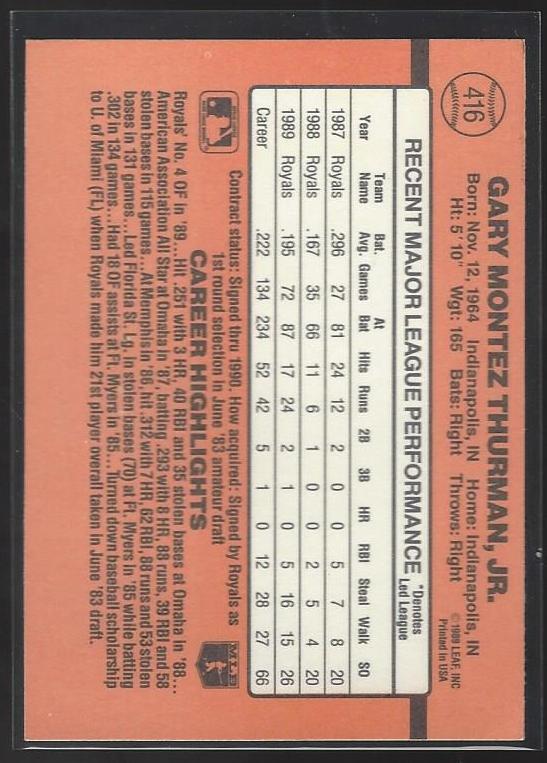 416
GARY MONTEZ THURMAN, JR.
Born: Nov. 12, 1964 Indianapolis, IN Home: Indianapolis, IN
Ht: 5' 10" Wgt: 165 Bats: Right Throws: Right
©1989 LEAF, INC
Printed in USA
RECENT MAJOR LEAGUE PERFORMANCE
*Denotes
Led League
Year Team Name Bat. Avg. Games At Bat Hits Runs 2B 3B HR RBI Steal Walk SO
1987 Royals .296 27 81 24 12 2 0 0 5 7 8 20
1988 Royals .167 35 66 11 6 1 0 0 2 5 4 20
1989 Royals .195 72 87 17 24 2 1 0 5 16 15 26
Career .222 134 234 52 42 5 1 0 12 28 27 66
Contract status: Signed thru 1990. How acquired: Signed by Royals as
1st round selection in June '83 amateur draft
MLB
CAREER HIGHLIGHTS
Royals' No. 4 OF in '89...Hit .251 with 3 HR, 40 RBI and 35 stolen bases at Omaha in '88...
American Association All Star at Omaha in '87, batting .293 with 8 HR, 88 runs, 39 RBI and 58
stolen bases in 115 games...At Memphis in '86, hit .312 with 7 HR, 62 RBI, 88 runs and 53 stolen
bases in 131 games...Led Florida St. Lg. in stolen bases (70) at Ft. Myers in '85 while batting
.302 in 134 games...Had 18 OF assists at Ft. Myers in '85...Turned down baseball scholarship
to U. of Miami (FL) when Royals made him 21st player overall taken in June '83 draft.